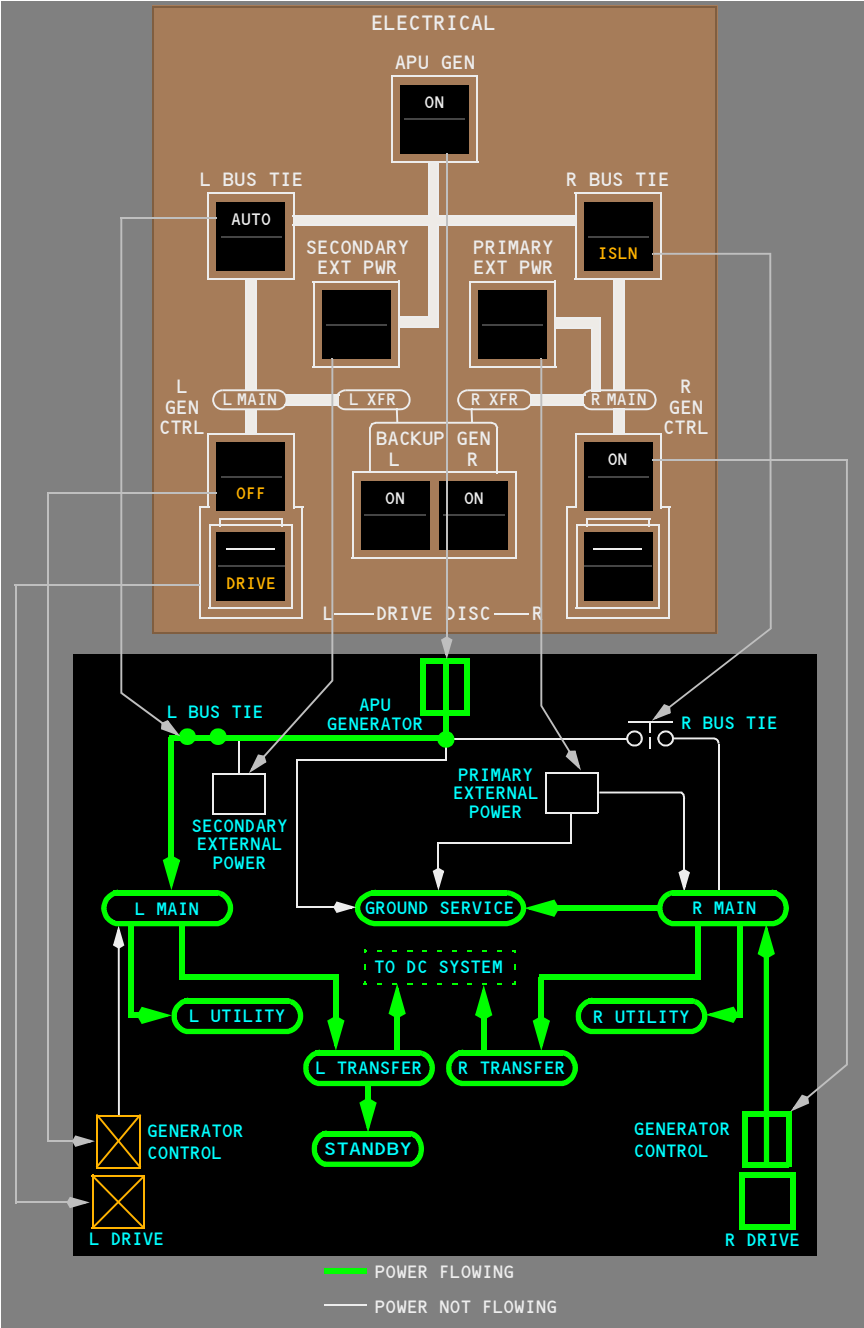 ELECTRICAL
APU GEN
ON
L BUS TIE
R BUS TIE
AUTO
SECONDARY
EXT PWR
PRIMARY
EXT PWR
ISLN
L
GEN
CTRL
L MAIN
L XFR
R XFR
R MAIN
R
GEN
CTRL
BACKUP GEN
L R
OFF
ON
ON
ON
DRIVE
L DRIVE DISC R
L BUS TIE
APU
GENERATOR
R BUS TIE
SECONDARY
EXTERNAL
POWER
PRIMARY
EXTERNAL
POWER
L MAIN
GROUND SERVICE
R MAIN
TO DC SYSTEM
L UTILITY
R UTILITY
L TRANSFER
R TRANSFER
STANDBY
GENERATOR
CONTROL
GENERATOR
CONTROL
L DRIVE
R DRIVE
POWER FLOWING
POWER NOT FLOWING